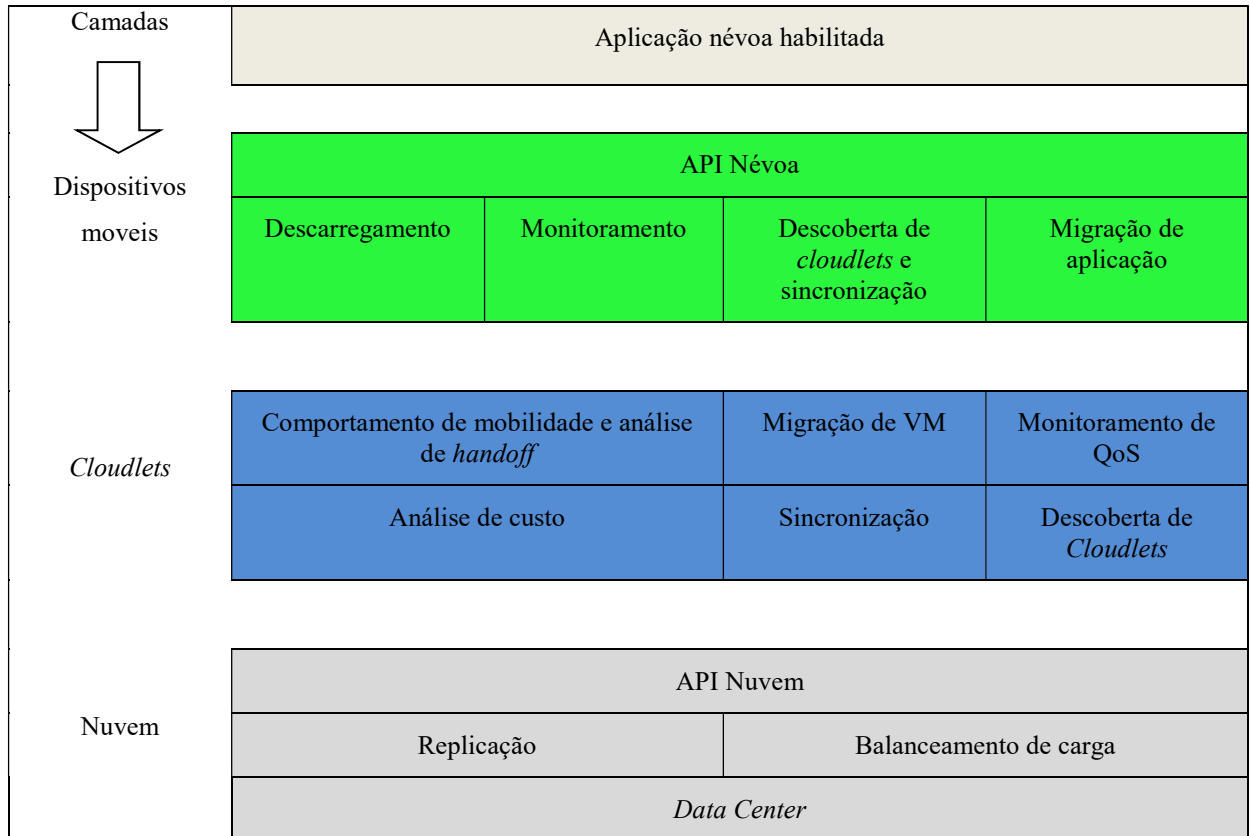 Camadas
Aplicação névoa habilitada
Dispositivos
moveis
API Névoa
Descarregamento
Monitoramento
Descoberta de
cloudlets e
sincronização
Migração de
aplicação
Cloudlets
Comportamento de mobilidade e análise
de handoff
Migração de VM
Monitoramento de
QoS
Análise de custo
Sincronização
Descoberta de
Cloudlets
Nuvem
API Nuvem
Replicação
Balanceamento de carga
Data Center